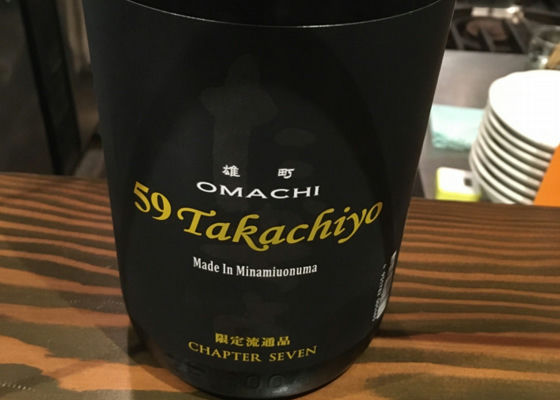 雄町
OMACHI
59 Takachiyo
Made In Minamiuonuma
限定流通品
CHAPTER SEVEN